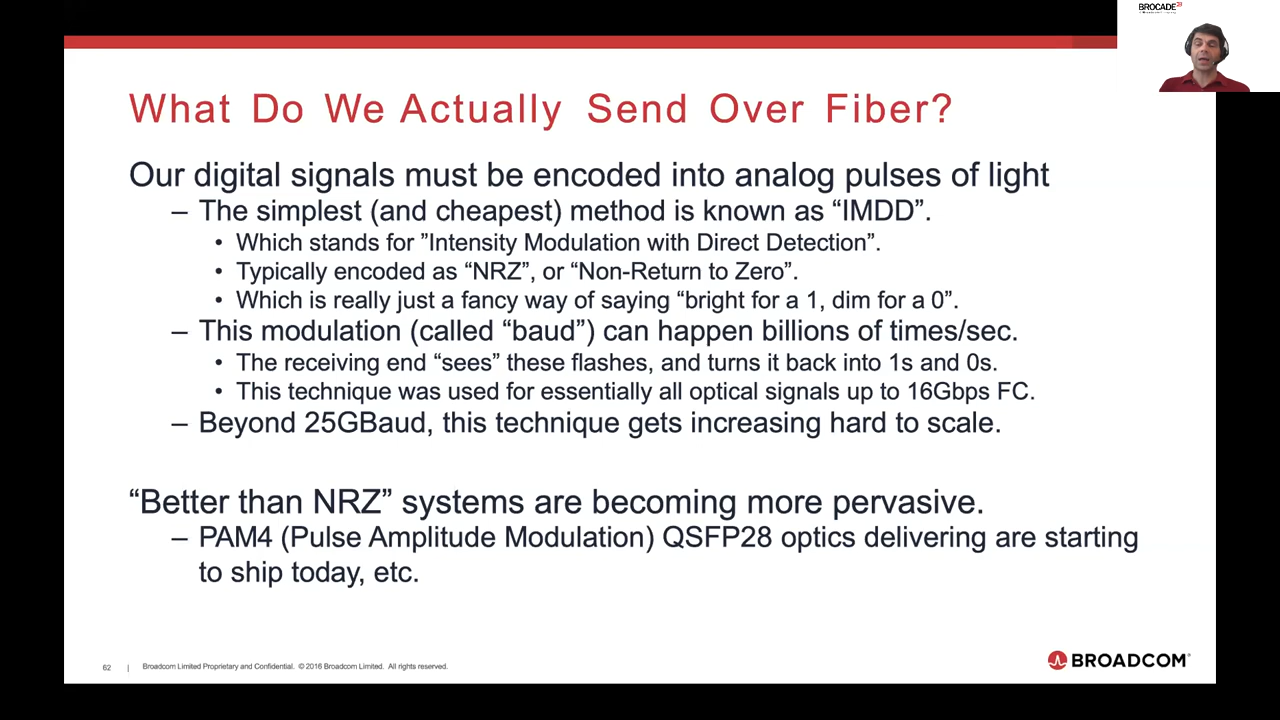 BROCADE
What Do We Actually Send Over Fiber?
Our digital signals must be encoded into analog pulses of light
– The simplest (and cheapest) method is known as “IMDD”.
• Which stands for ”Intensity Modulation with Direct Detection”.
• Typically encoded as “NRZ”, or “Non-Return to Zero”.
• Which is really just a fancy way of saying “bright for a 1, dim for a 0”.
– This modulation (called “baud”) can happen billions of times/sec.
• The receiving end “sees” these flashes, and turns it back into 1s and 0s.
• This technique was used for essentially all optical signals up to 16Gbps FC.
– Beyond 25GBaud, this technique gets increasing hard to scale.
“Better than NRZ” systems are becoming more pervasive.
– PAM4 (Pulse Amplitude Modulation) QSFP28 optics delivering are starting
to ship today, etc.
62 | Broadcom Limited Proprietary and Confidential. © 2016 Broadcom Limited. All rights reserved.
BROADCOM®